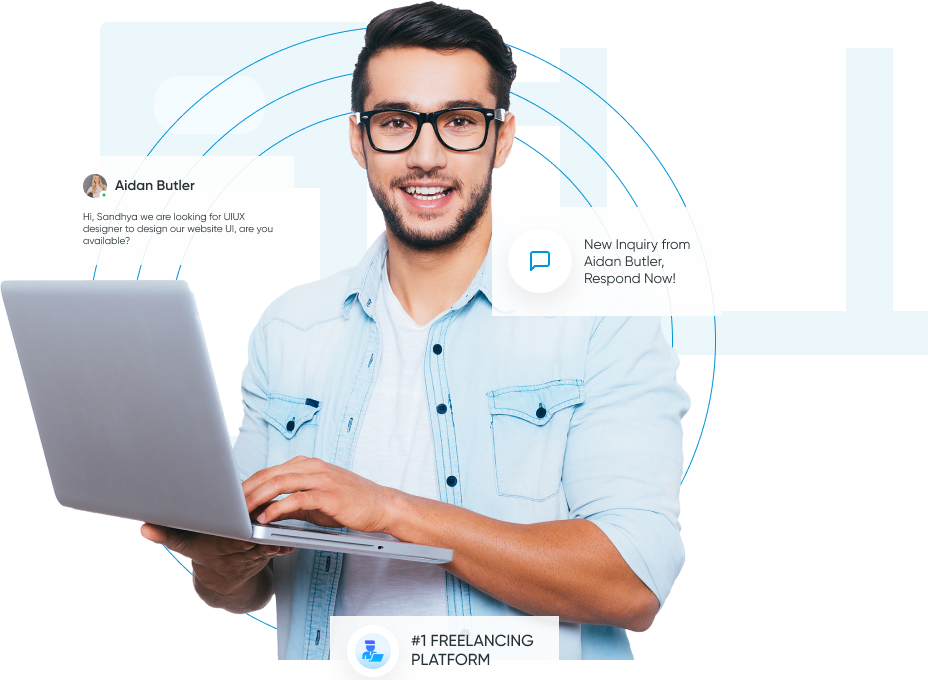 Aidan Butler
Hi, Sandhya we are looking for UIUX
designer to design our website UI, are you
available?
New Inquiry from
Aidan Butler,
Respond Now!
#1 FREELANCING
PLATFORM